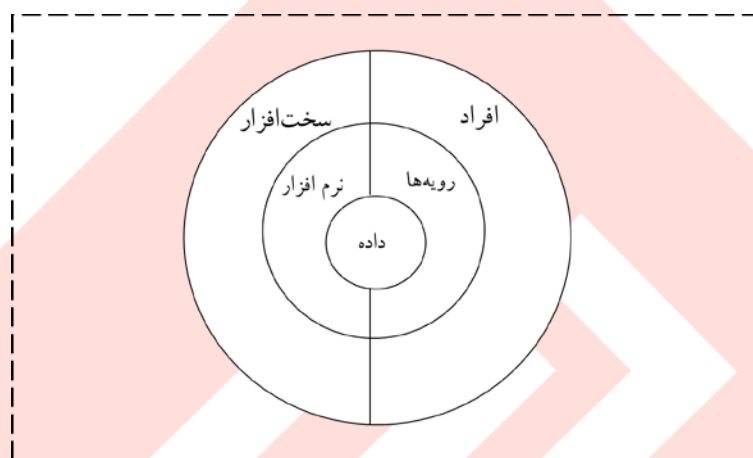 افراد
سخت‌افزار
رویه‌ها
نرم افزار
داده